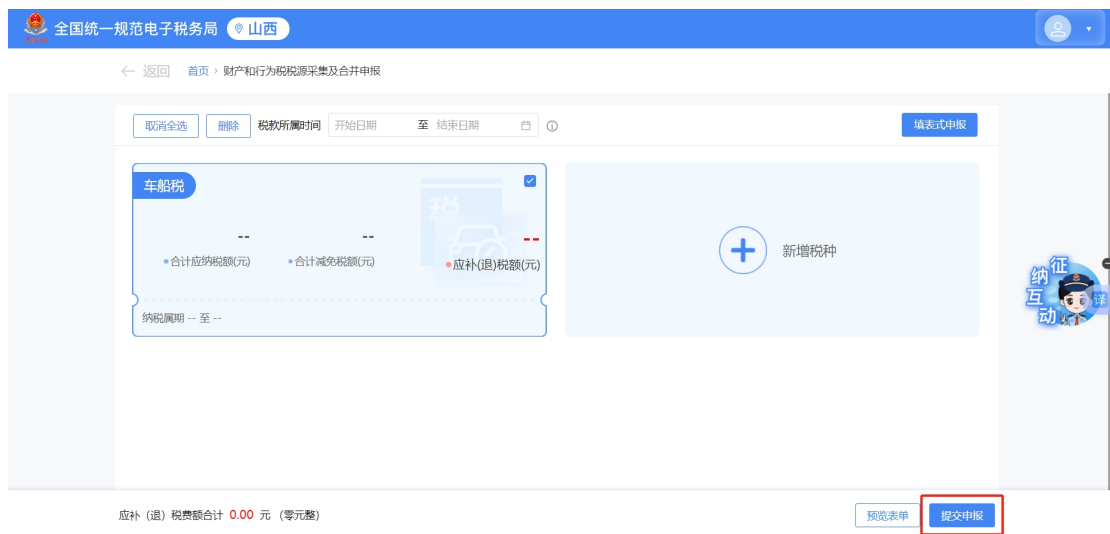 全国统一规范电子税务局 山西
返回 首页 > 财产和行为税税源采集及合并申报
取消全选 删除 税款所属时间 开始日期 至 结束日期 填表式申报
车船税
税
-- -- --
合计应纳税额(元) 合计减免税额(元) 应补(退)税额(元)
纳税属期 -- 至 --
新增税种
征纳互动
译
应补（退）税费额合计 0.00 元（零元整） 预览表单 提交申报